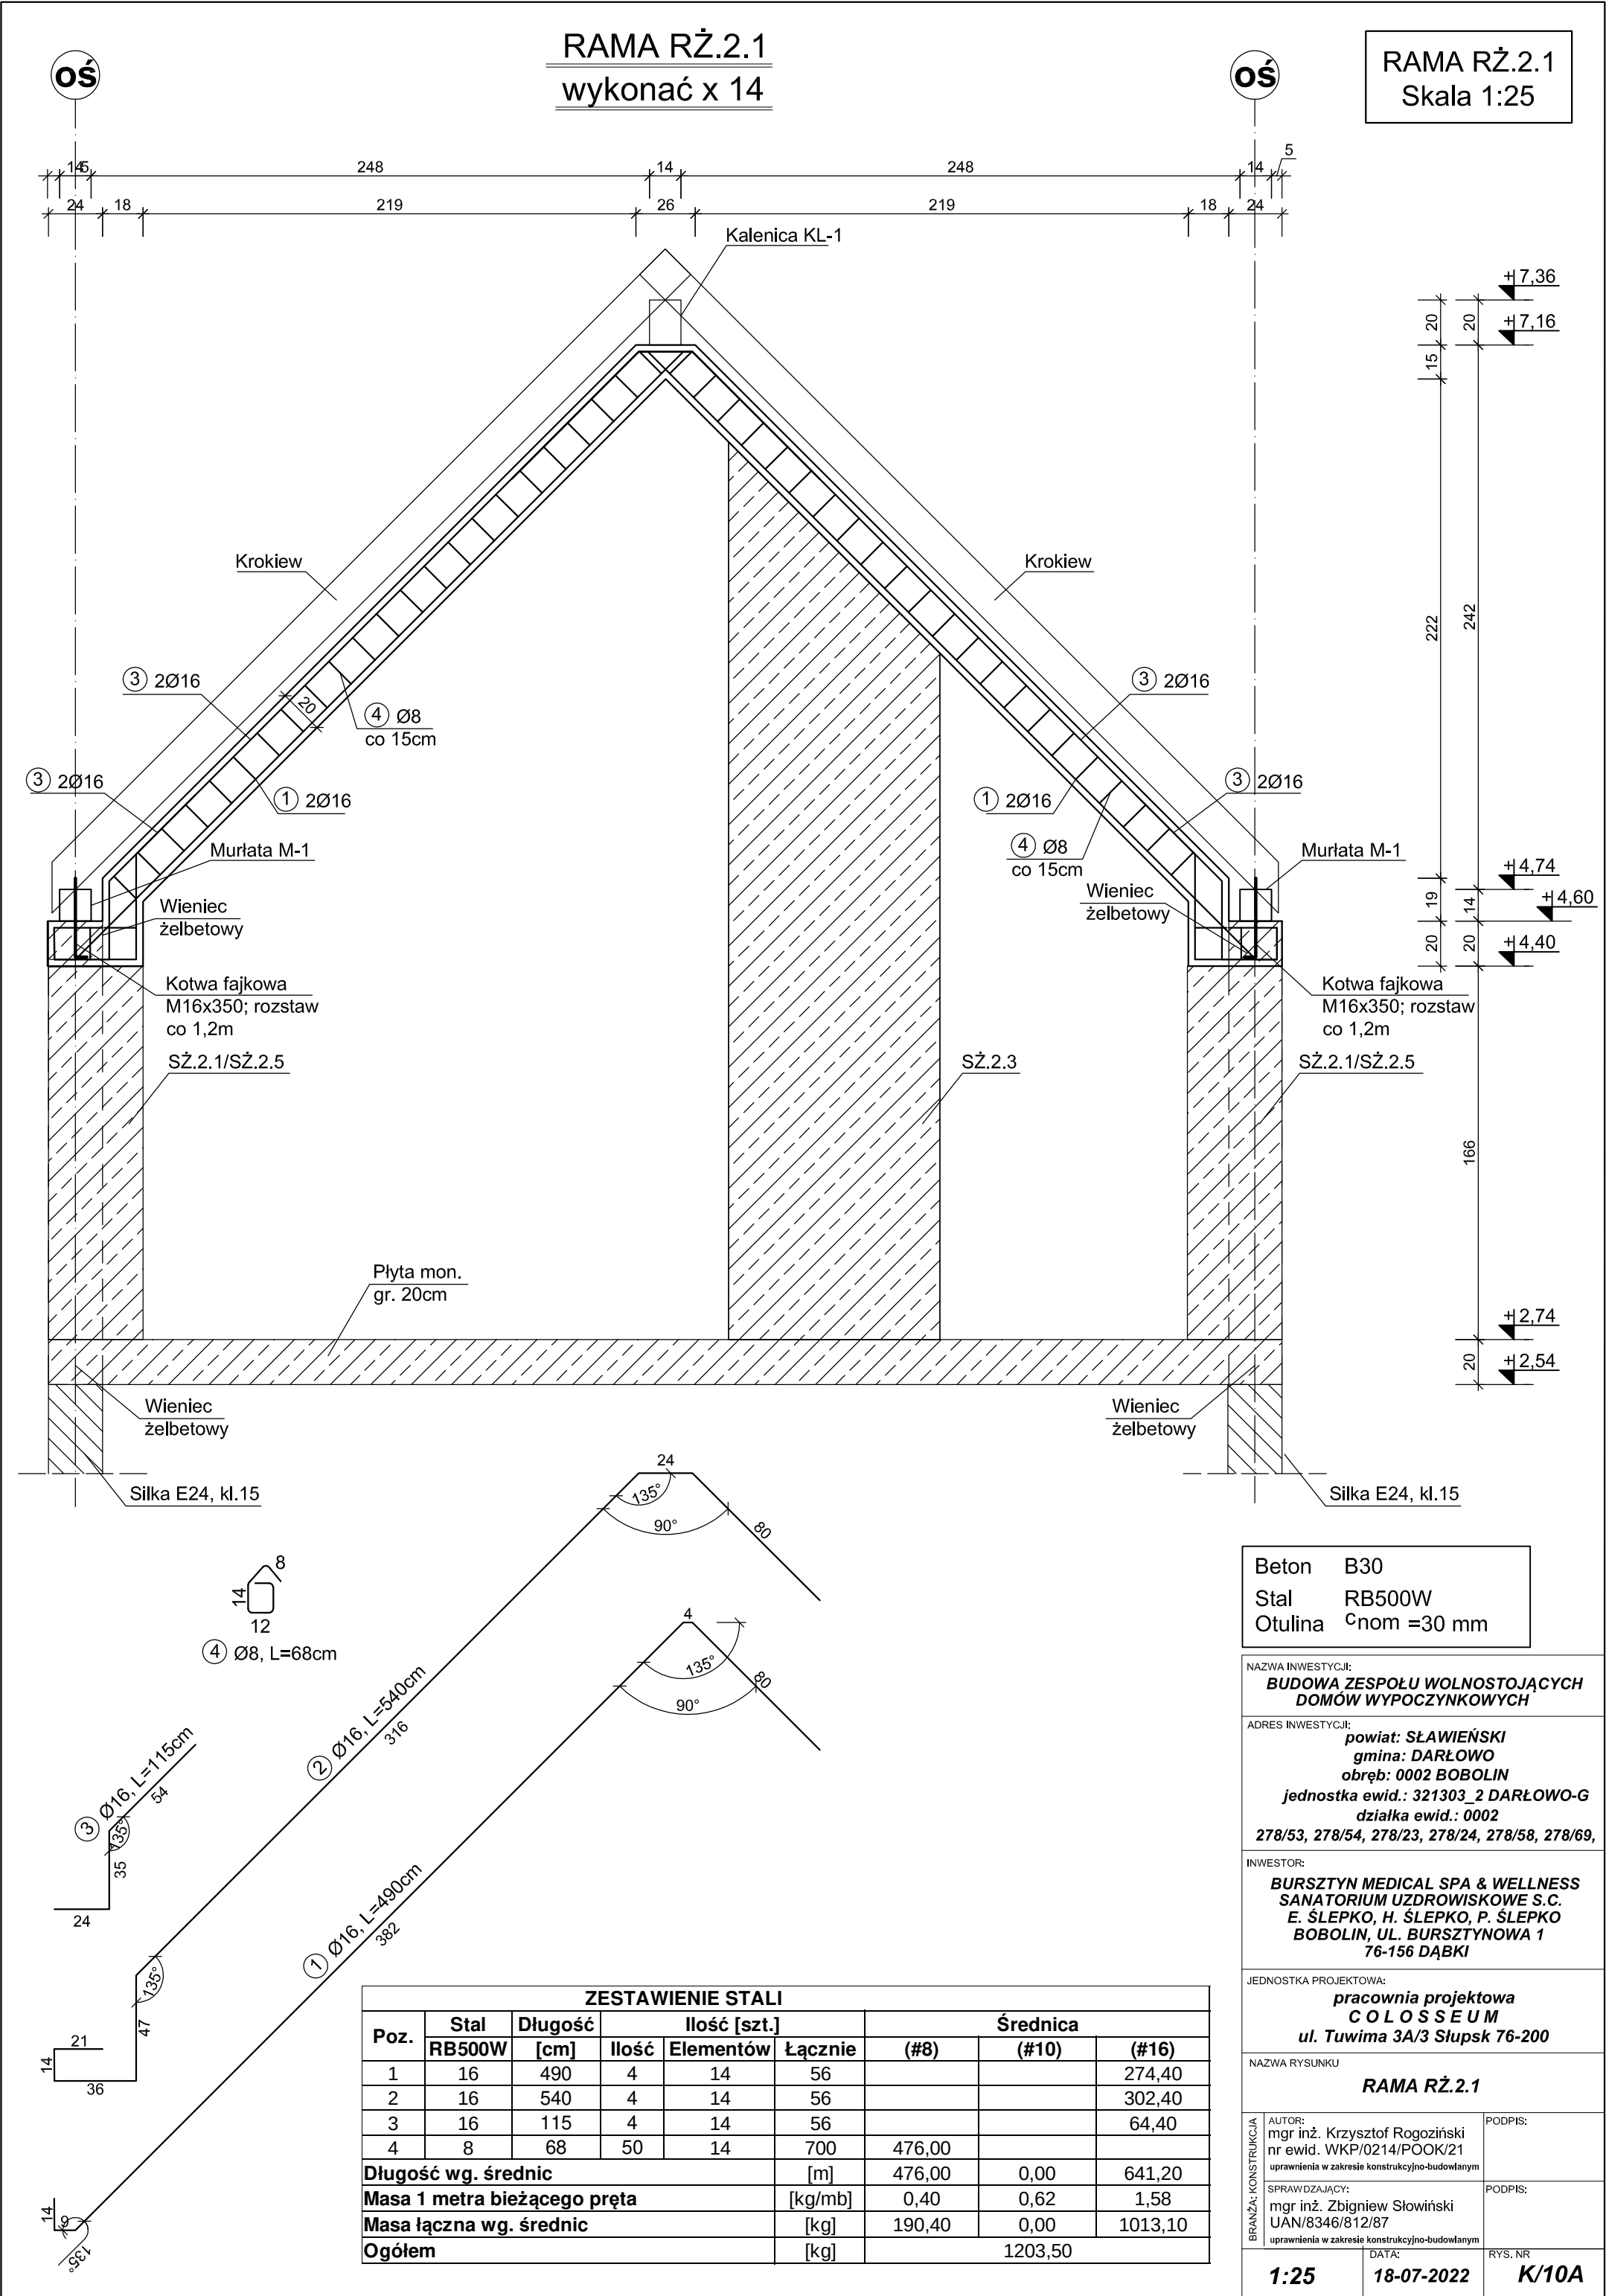 RAMA RŻ.2.1
wykonać x 14
RAMA RŻ.2.1
Skala 1:25
oś
oś
14 5 248 14 248 14 5
24 18 219 26 219 18 24
Kalenica KL-1
+7,36
+7,16
20 20
15
222 242
Krokiew
Krokiew
3 2Ø16
20
4 Ø8
co 15cm
3 2Ø16
1 2Ø16
3 2Ø16
3 2Ø16
1 2Ø16
4 Ø8
co 15cm
Murłata M-1
Murłata M-1
Wieniec
żelbetowy
Wieniec
żelbetowy
+4,74
+4,60
+4,40
19 14
20 20
Kotwa fajkowa
M16x350; rozstaw
co 1,2m
Kotwa fajkowa
M16x350; rozstaw
co 1,2m
SŻ.2.1/SŻ.2.5
SŻ.2.3
SŻ.2.1/SŻ.2.5
166
Płyta mon.
gr. 20cm
+2,74
+2,54
20
Wieniec
żelbetowy
Wieniec
żelbetowy
Silka E24, kl.15
Silka E24, kl.15
24
135°
90°
80
8
14
12
4 Ø8, L=68cm
4
135°
90°
80
2 Ø16, L=540cm
316
3 Ø16, L=115cm
54
135°
35
24
1 Ø16, L=490cm
382
135°
47
21
14
36
14
9
135°
Beton B30
Stal RB500W
Otulina cnom =30 mm
ZESTAWIENIE STALI
Poz. Stal Długość Ilość [szt.] Średnica
RB500W [cm] Ilość Elementów Łącznie (#8) (#10) (#16)
1 16 490 4 14 56 274,40
2 16 540 4 14 56 302,40
3 16 115 4 14 56 64,40
4 8 68 50 14 700 476,00
Długość wg. średnic [m] 476,00 0,00 641,20
Masa 1 metra bieżącego pręta [kg/mb] 0,40 0,62 1,58
Masa łączna wg. średnic [kg] 190,40 0,00 1013,10
Ogółem [kg] 1203,50
NAZWA INWESTYCJI:
BUDOWA ZESPOŁU WOLNOSTOJĄCYCH
DOMÓW WYPOCZYNKOWYCH
ADRES INWESTYCJI:
powiat: SŁAWIEŃSKI
gmina: DARŁOWO
obręb: 0002 BOBOLIN
jednostka ewid.: 321303_2 DARŁOWO-G
działka ewid.: 0002
278/53, 278/54, 278/23, 278/24, 278/58, 278/69,
INWESTOR:
BURSZTYN MEDICAL SPA & WELLNESS
SANATORIUM UZDROWISKOWE S.C.
E. ŚLEPKO, H. ŚLEPKO, P. ŚLEPKO
BOBOLIN, UL. BURSZTYNOWA 1
76-156 DĄBKI
JEDNOSTKA PROJEKTOWA:
pracownia projektowa
C O L O S S E U M
ul. Tuwima 3A/3 Słupsk 76-200
NAZWA RYSUNKU
RAMA RŻ.2.1
BRANŻA: KONSTRUKCJA
AUTOR:
mgr inż. Krzysztof Rogoziński
nr ewid. WKP/0214/POOK/21
uprawnienia w zakresie konstrukcyjno-budowlanym
PODPIS:
SPRAWDZAJĄCY:
mgr inż. Zbigniew Słowiński
UAN/8346/812/87
uprawnienia w zakresie konstrukcyjno-budowlanym
PODPIS:
1:25
DATA:
18-07-2022
RYS. NR
K/10A